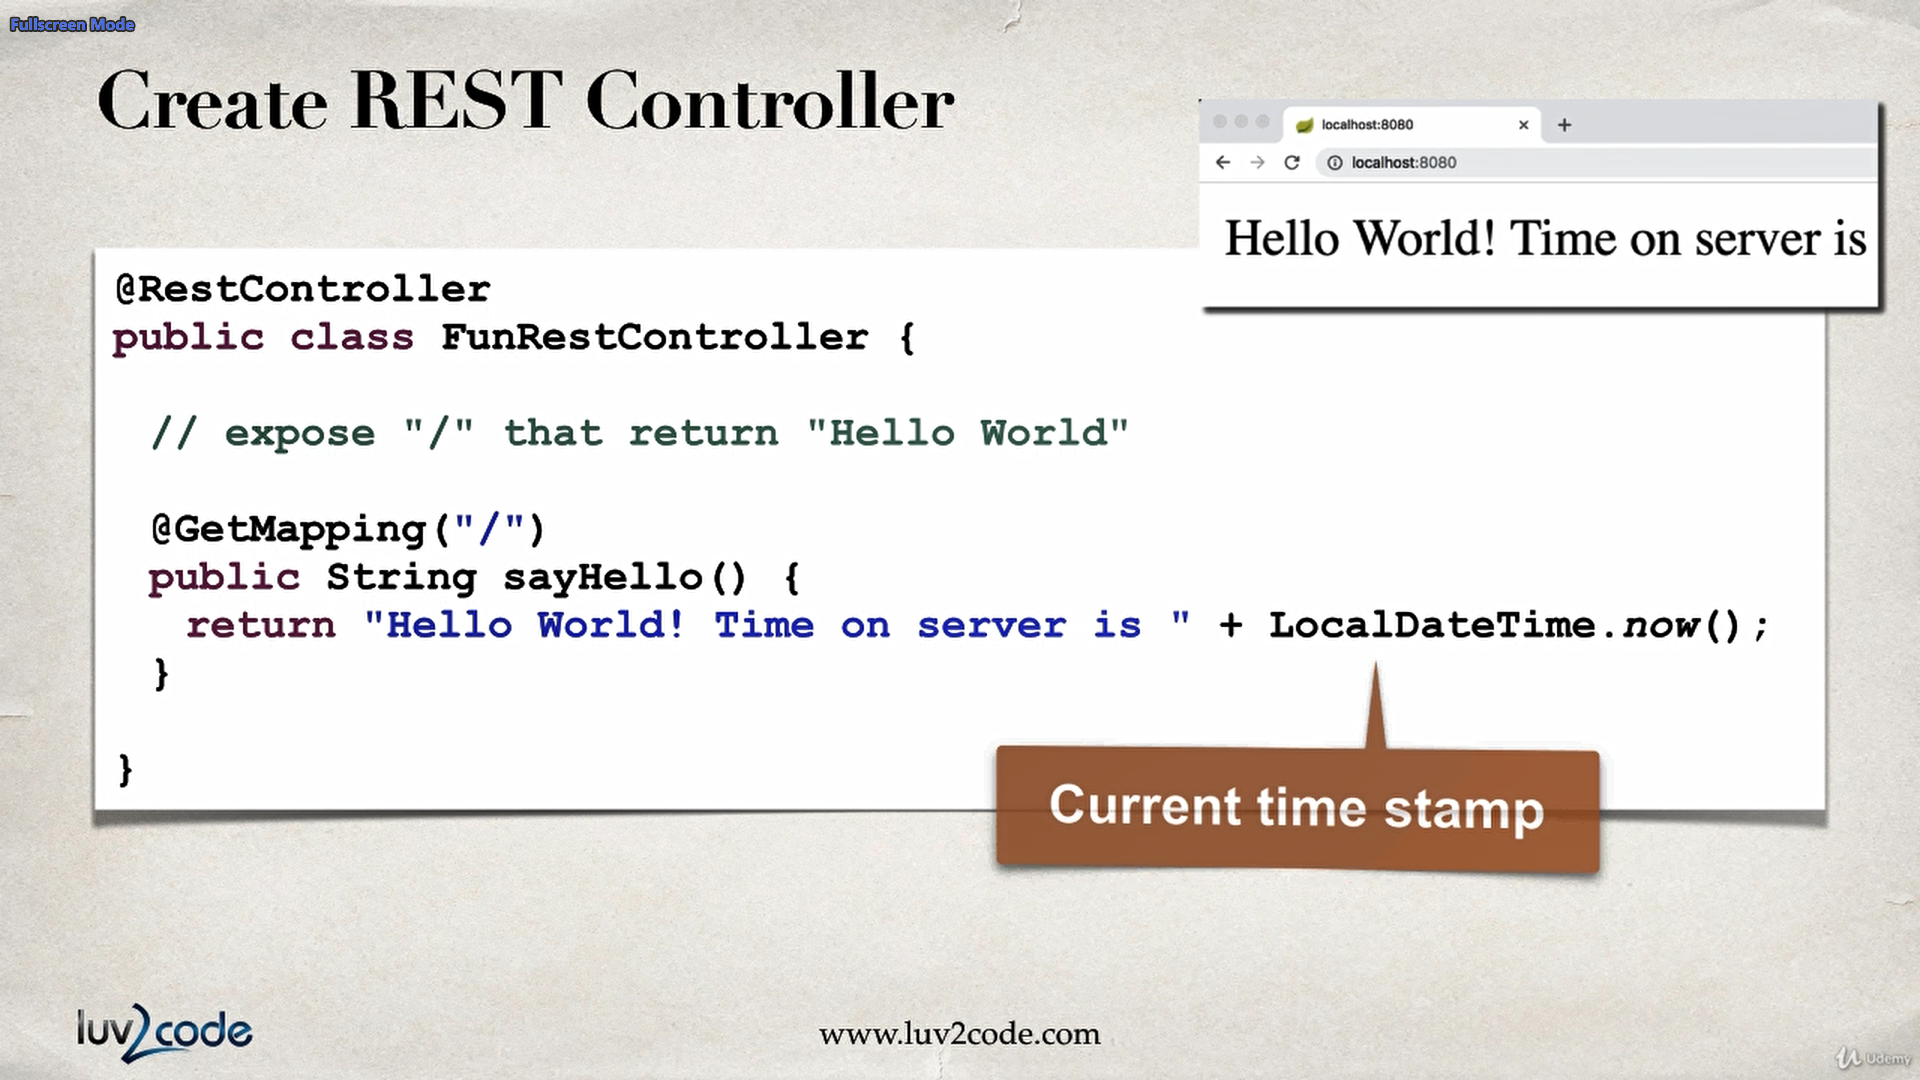 Fullscreen Mode
Create REST Controller
localhost:8080
localhost:8080
Hello World! Time on server is
@RestController
public class FunRestController {
// expose "/" that return "Hello World"
@GetMapping("/")
public String sayHello() {
return "Hello World! Time on server is " + LocalDateTime.now();
}
}
Current time stamp
luv2code
www.luv2code.com
Udemy